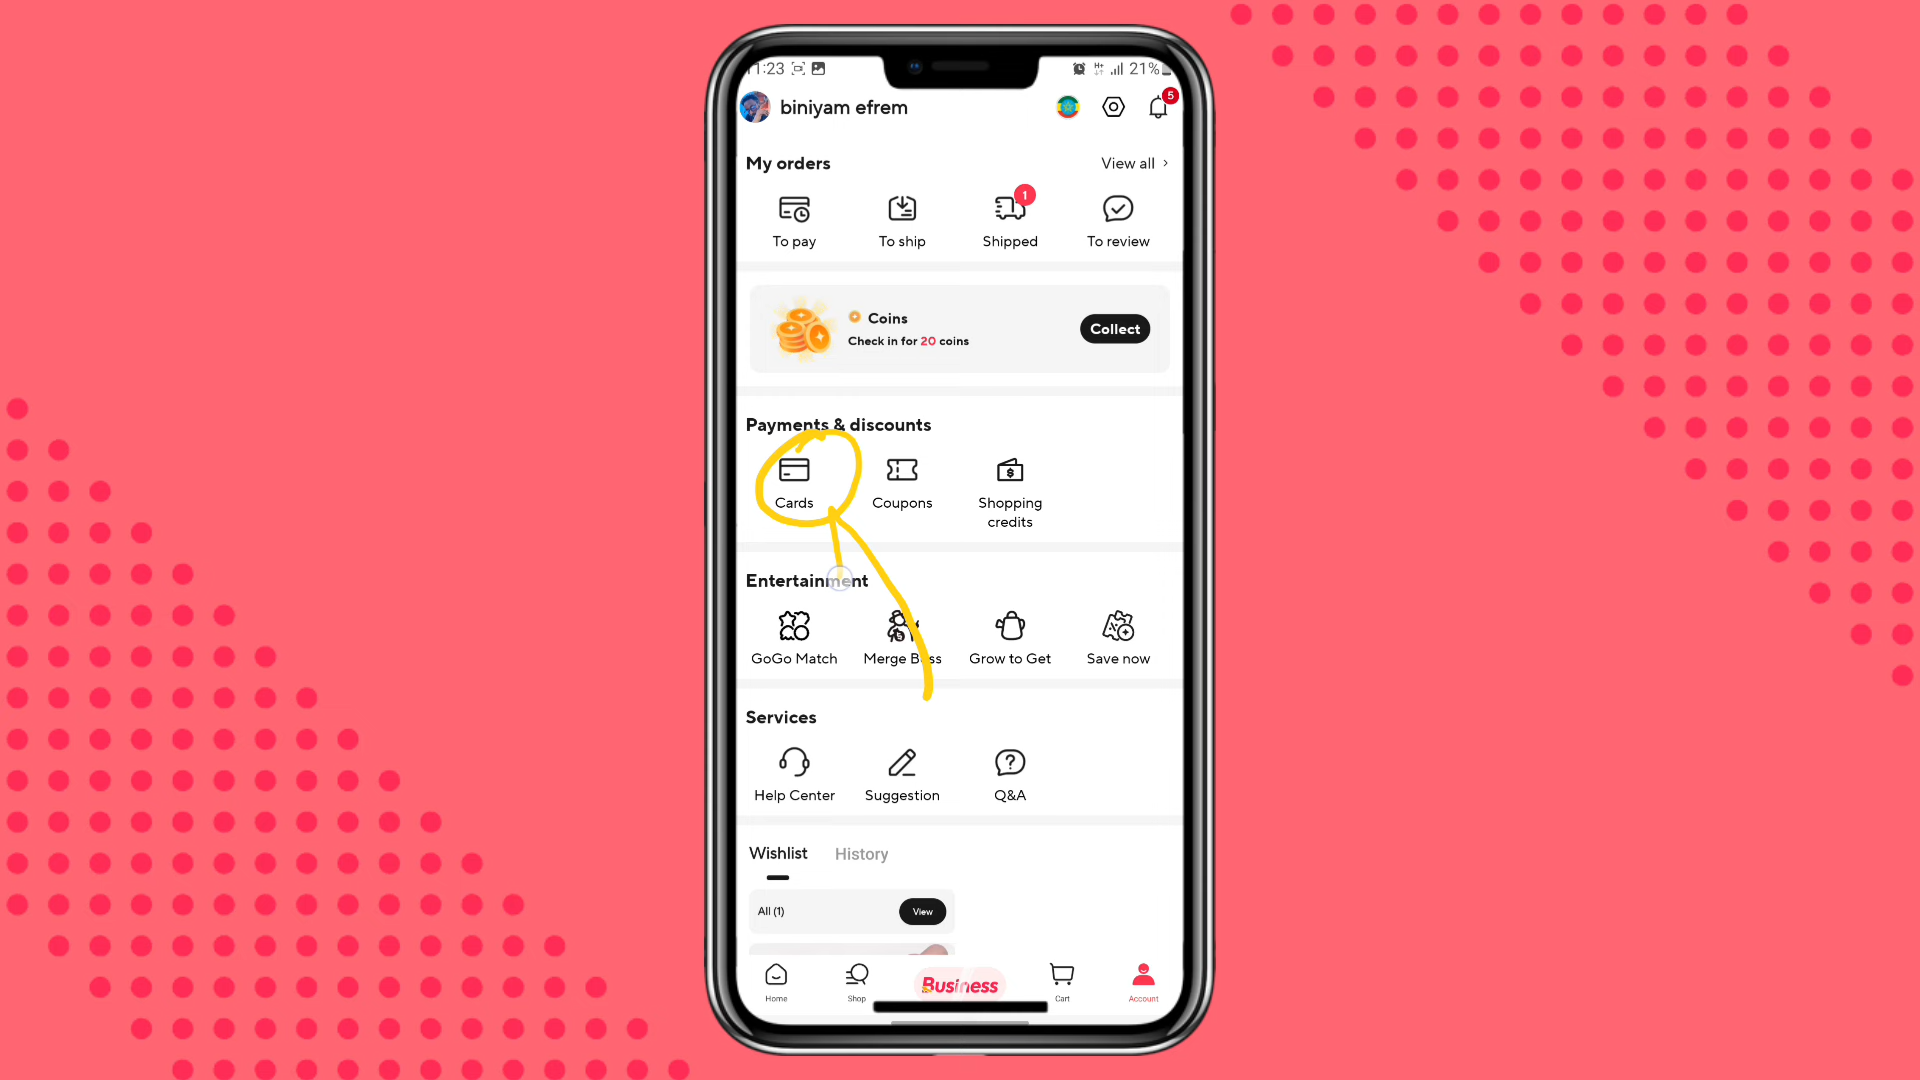 11:23 21%
biniyam efrem 5
My orders View all >
1
To pay To ship Shipped To review
Coins
Check in for 20 coins
Collect
Payments & discounts
Cards Coupons Shopping credits
Entertainment
GoGo Match Merge Boss Grow to Get Save now
Services
Help Center Suggestion Q&A
Wishlist History
All (1) View
Home Shop Business Cart Account